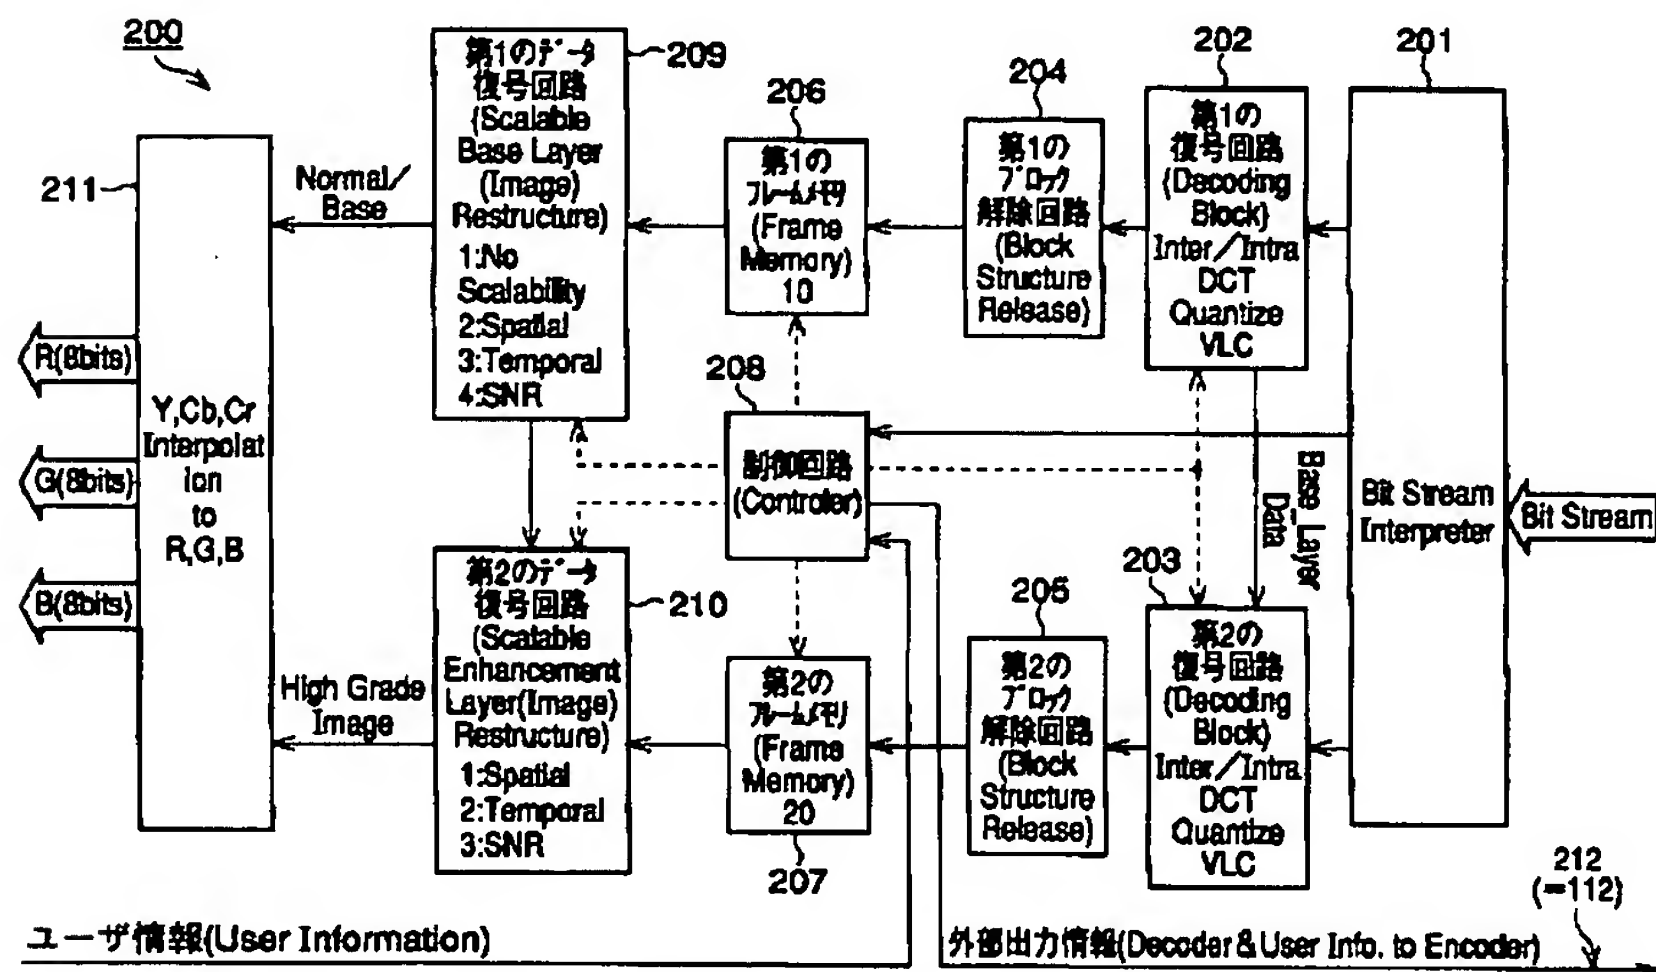 200
209
202
201
第1のデータ
復号回路
(Scalable
Base Layer
(Image)
Restructure)
1:No
Scalability
2:Spatial
3:Temporal
4:SNR
206
204
211
Normal/
Base
第1の
フレームメモリ
(Frame
Memory)
10
第1の
ブロック
解除回路
(Block
Structure
Release)
第1の
復号回路
(Decoding
Block)
Inter/Intra
DCT
Quantize
VLC
R(8bits)
G(8bits)
B(8bits)
Y,Cb,Cr
Interpolat
ion
to
R,G,B
208
制御回路
(Controler)
Base_Layer
Data
Bit Stream
Interpreter
Bit Stream
203
205
210
第2のデータ
復号回路
(Scalable
Enhancement
Layer(Image)
Restructure)
1:Spatial
2:Temporal
3:SNR
High Grade
Image
第2の
フレームメモリ
(Frame
Memory)
20
207
第2の
ブロック
解除回路
(Block
Structure
Release)
第2の
復号回路
(Decoding
Block)
Inter/Intra
DCT
Quantize
VLC
212
(=112)
ユーザ情報(User Information)
外部出力情報(Decoder&User Info. to Encoder)